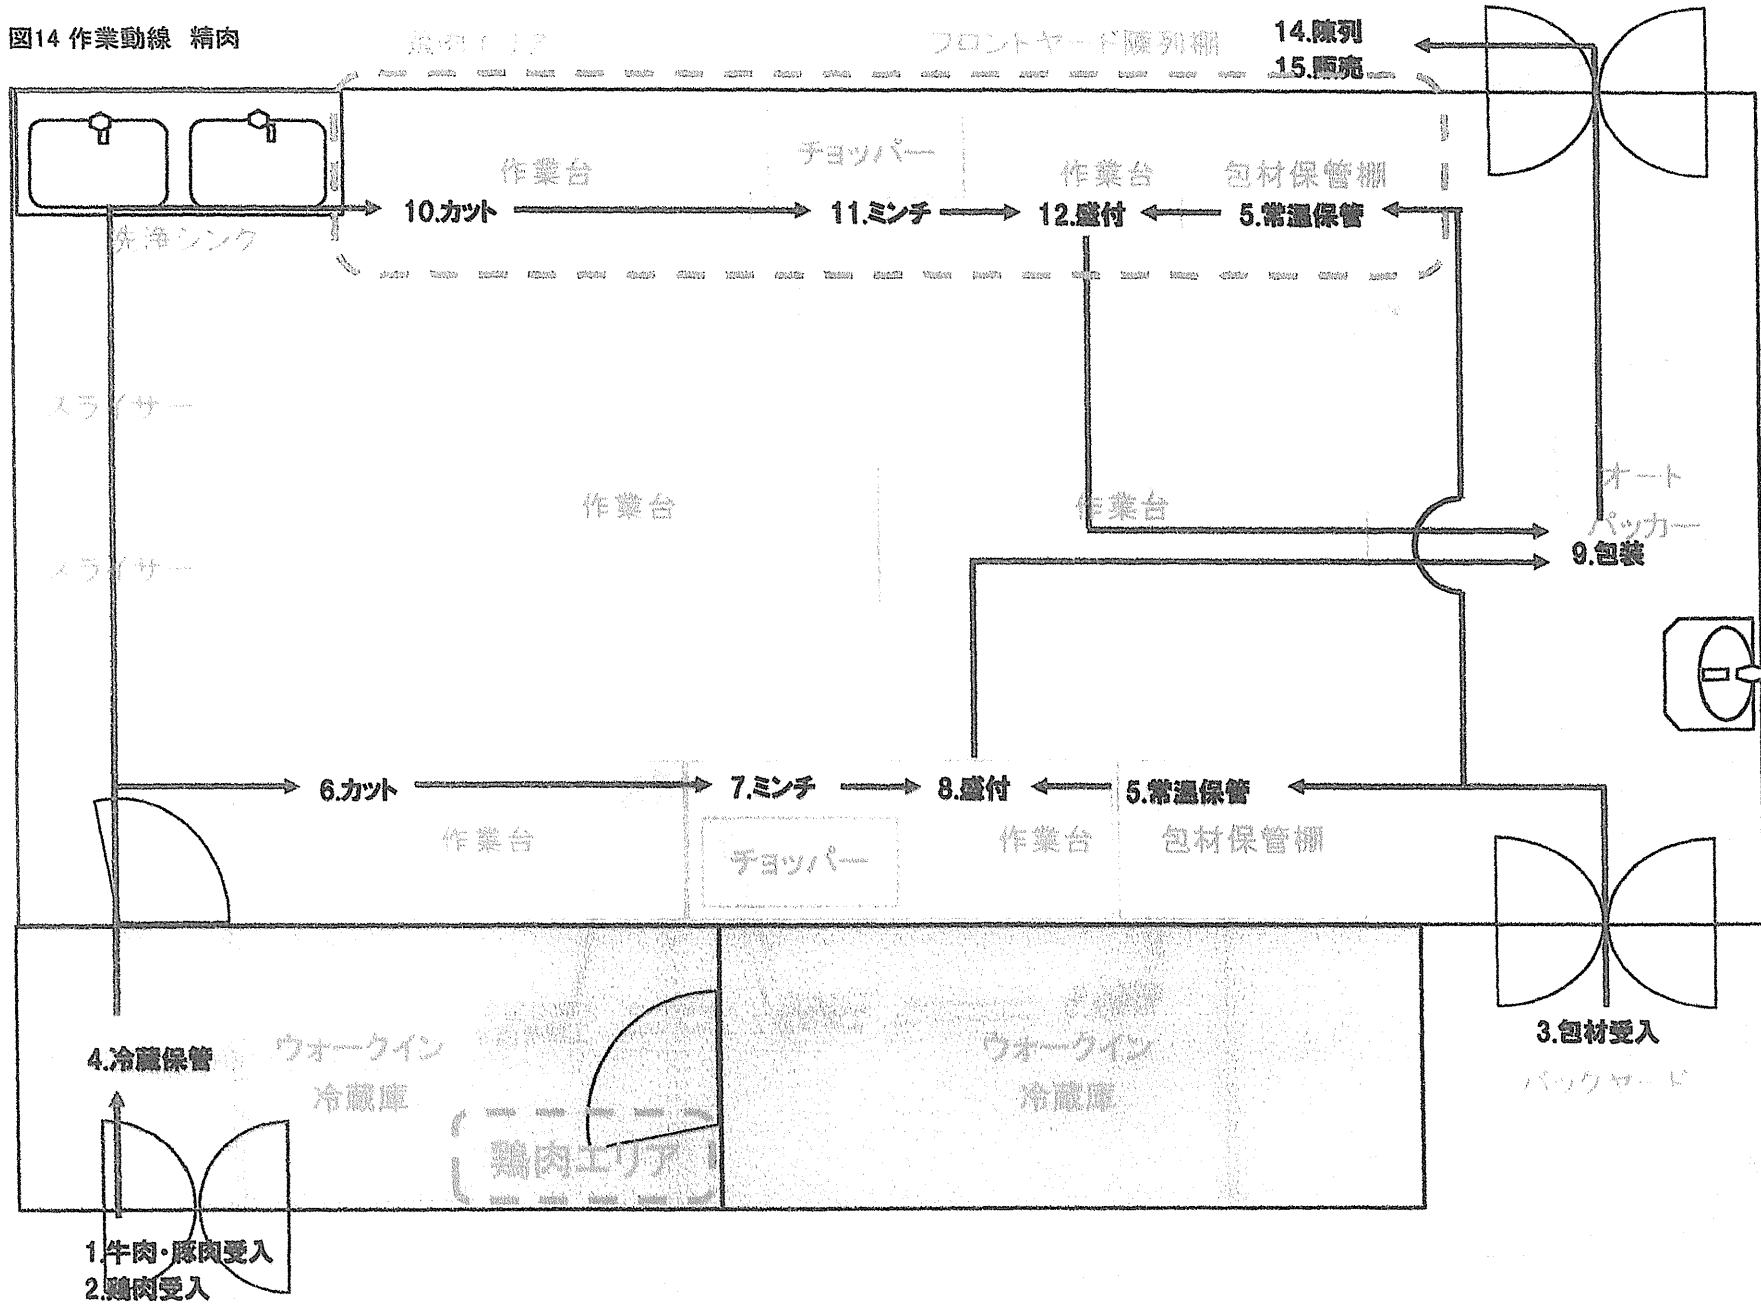 図14 作業動線 精肉
フロントヤード陳列棚
14.陳列
15.販売
作業台
チョッパー
作業台
包材保管棚
10.カット
11.ミンチ
12.盛付
5.常温保管
洗浄シンク
スライサー
作業台
作業台
オート
パッカー
9.包装
スライサー
6.カット
7.ミンチ
8.盛付
5.常温保管
作業台
チョッパー
作業台
包材保管棚
4.冷蔵保管
ウォークイン
冷蔵庫
ウォークイン
冷蔵庫
3.包材受入
バックヤード
鶏肉エリア
1.牛肉・豚肉受入
2.鶏肉受入